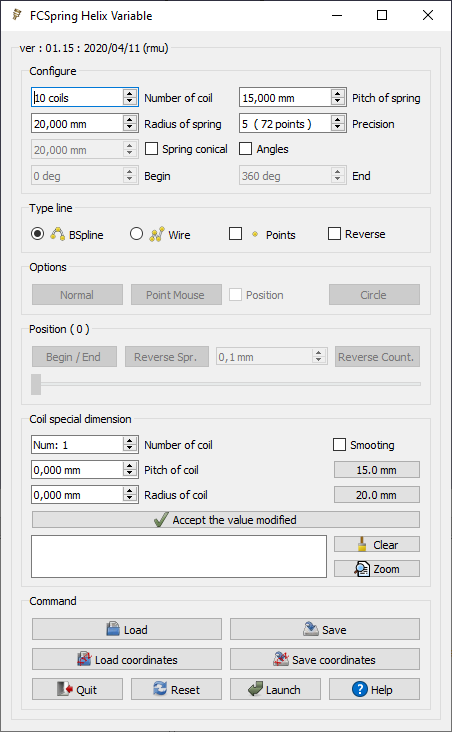 FCSpring Helix Variable
ver : 01.15 : 2020/04/11 (rmu)
Configure
10 coils Number of coil 15,000 mm Pitch of spring
20,000 mm Radius of spring 5 ( 72 points ) Precision
20,000 mm Spring conical Angles
0 deg Begin 360 deg End
Type line
BSpline Wire Points Reverse
Options
Normal Point Mouse Position Circle
Position ( 0 )
Begin / End Reverse Spr. 0,1 mm Reverse Count.
Coil special dimension
Num: 1 Number of coil Smooting
0,000 mm Pitch of coil 15.0 mm
0,000 mm Radius of coil 20.0 mm
Accept the value modified
Clear
Zoom
Command
Load Save
Load coordinates Save coordinates
Quit Reset Launch Help